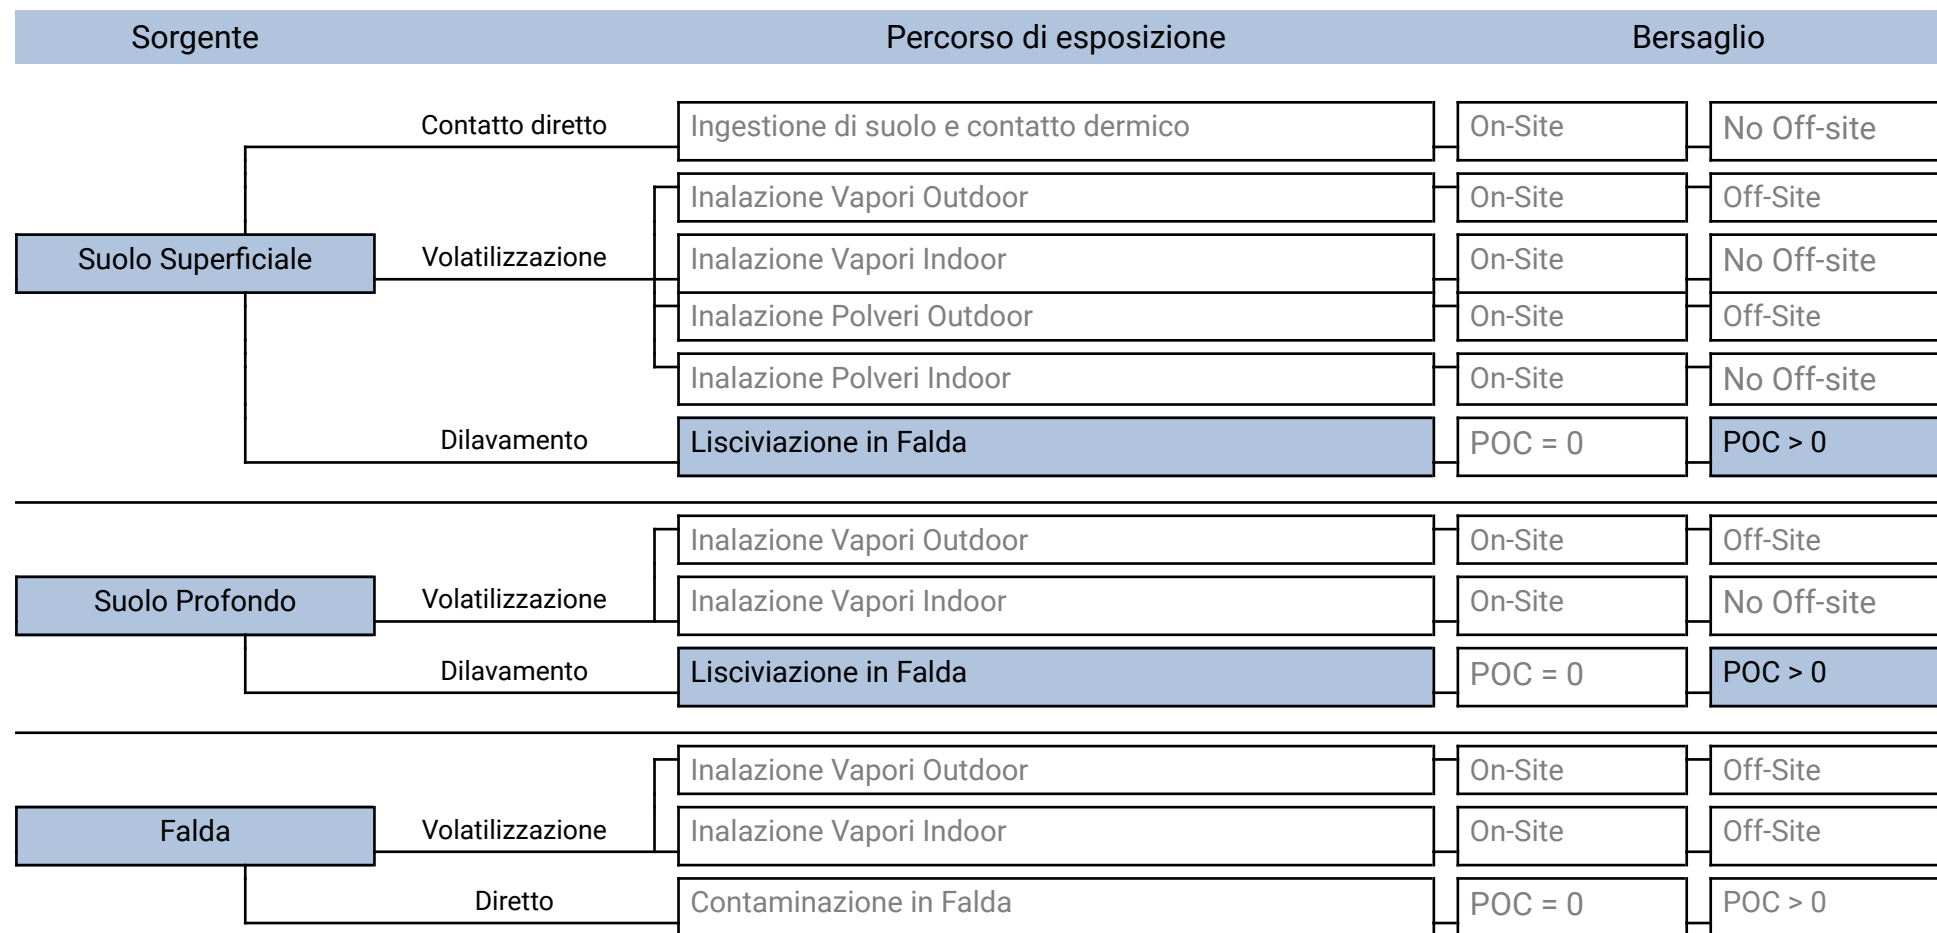 Sorgente Percorso di esposizione Bersaglio
Contatto diretto Ingestione di suolo e contatto dermico On-Site No Off-site
Inalazione Vapori Outdoor On-Site Off-Site
Suolo Superficiale Volatilizzazione Inalazione Vapori Indoor On-Site No Off-site
Inalazione Polveri Outdoor On-Site Off-Site
Inalazione Polveri Indoor On-Site No Off-site
Dilavamento Lisciviazione in Falda POC = 0 POC > 0
Inalazione Vapori Outdoor On-Site Off-Site
Suolo Profondo Volatilizzazione Inalazione Vapori Indoor On-Site No Off-site
Dilavamento Lisciviazione in Falda POC = 0 POC > 0
Inalazione Vapori Outdoor On-Site Off-Site
Falda Volatilizzazione Inalazione Vapori Indoor On-Site Off-Site
Diretto Contaminazione in Falda POC = 0 POC > 0